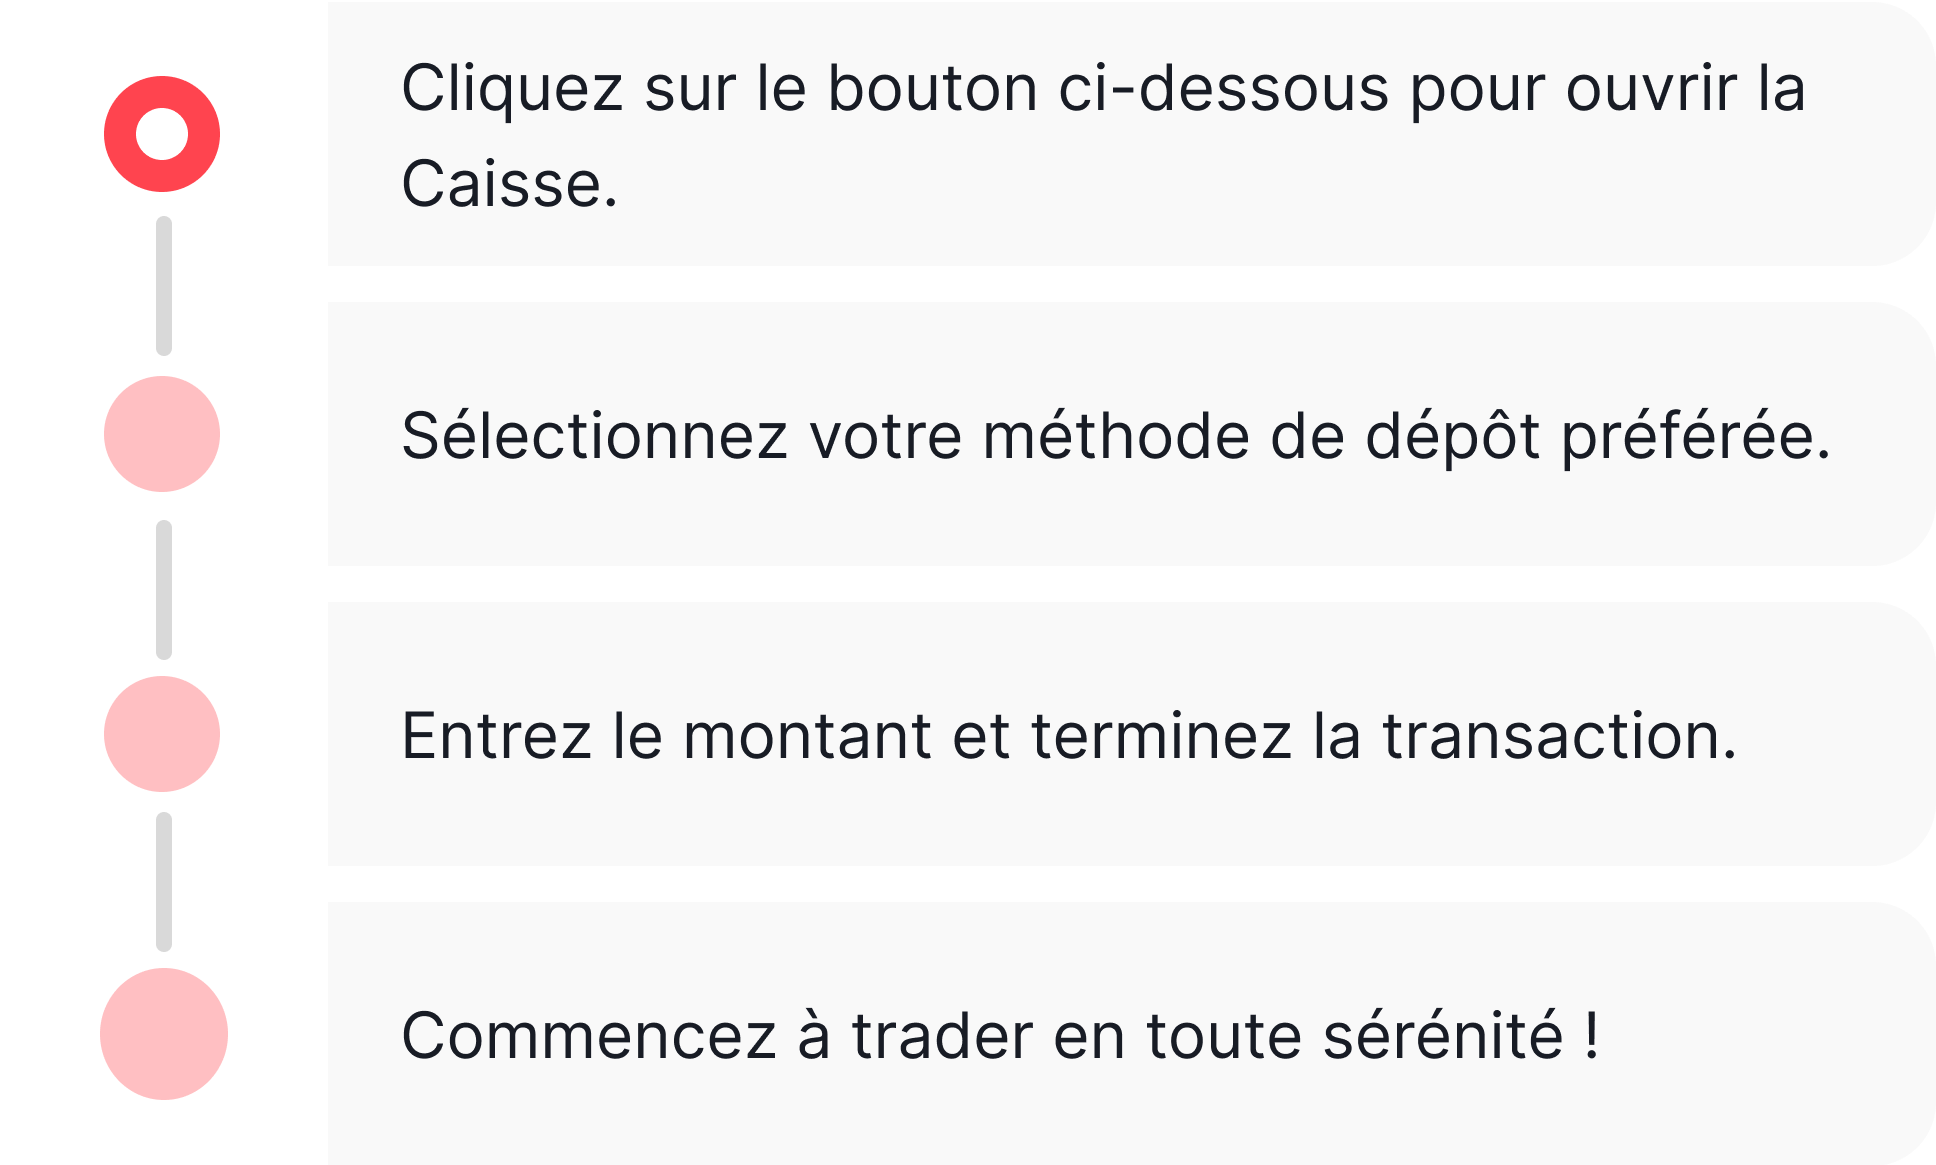 Cliquez sur le bouton ci-dessous pour ouvrir la
Caisse.
Sélectionnez votre méthode de dépôt préférée.
Entrez le montant et terminez la transaction.
Commencez à trader en toute sérénité !